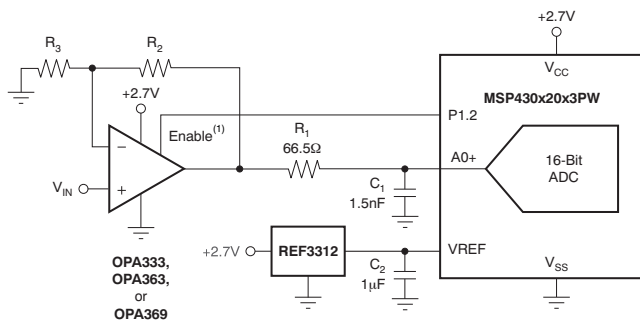 +2.7V
R3
R2
VCC
MSP430x20x3PW
+2.7V
Enable(1)
R1
66.5Ω
P1.2
−
+
VIN
A0+
16-Bit
ADC
C1
1.5nF
+2.7V
REF3312
VREF
C2
1μF
VSS
OPA333,
OPA363,
or
OPA369